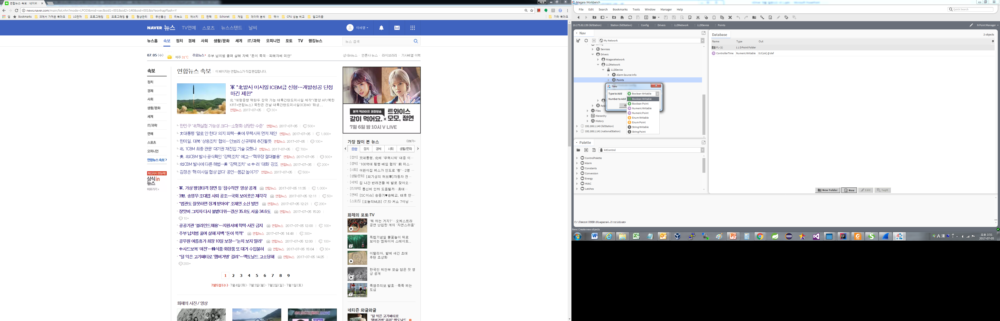 연합뉴스 속보 : 네이버
news.naver.com/main/list.nhn?mode=LPOD&mid=sec&sid1=001&sid2=140&oid=001&isYeonhapFlash=Y
앱 Bookmarks IE에서 가져온 북마크 LG전자 프로그래밍 프로그래밍 툴 형상관리 무선통신 리눅스 에너지 전력 Echonet 게임 데이터 분석 역사 CPU 성능 비교 알고리즘 기타 북마크
NAVER 뉴스 TV연예 스포츠 뉴스스탠드 날씨 이세영
뉴스홈 속보 정치 경제 사회 생활/문화 세계 IT/과학 오피니언 포토 TV 랭킹뉴스 뉴스 검색
07.05 (수) 제주 31℃ 주요뉴스 주부 납치범 울며 살해 자백 "돈이 목적…피해자에 미안" 상식in뉴스 언론사 뉴스 라이브러리 기사배열 이력
속보
정치
경제
사회
생활/문화
세계
IT/과학
연예
스포츠
오피니언
연합뉴스 속보
최신시사 한눈에!
상식in
뉴스
바로가기
연합뉴스 속보 이 페이지는 연합뉴스가 직접 편집합니다.
軍 "北발사 미사일 ICBM급 신형…개발성공 단정
하긴 제한"
北 "대형중량 핵탄두 장착 가능 대륙간탄도미사일 제작"(평양 AP/북한
KRT=연합뉴스) 북한은 전날 대륙간탄도미사일(ICBM) '화성...
연합뉴스 2017-07-05 30+
한민구 "北핵실험 가능성 크다…소형화 상당한 수준" 연합뉴스 2017-07-05 500+
文대통령 '말로 안 한다' 의지 피력…美에 무력시위 먼저 제안 연합뉴스 2017-07-05 1,800+
한미일, 대북 '상응조치' 협의…안보리 신규제재 추진될듯 연합뉴스 2017-07-05 100+
北, 'ICBM 최종 관문' 대기권 재진입 기술 갖췄나 연합뉴스 2017-07-05 700+
美, 北ICBM 발사 공식확인 "강력조치" 예고…"핵무장 절대불용" 연합뉴스 2017-07-05 300+
北ICBM 발사에 다른 해법…美 "강력조치" vs 中·러 '대화' 강조 연합뉴스 2017-07-05 200+
김정은 '핵·미사일 협상 없다' 공언…몸값 높이기? 연합뉴스 2017-07-05 500+
軍, 가상 평양타격 장면 등 '참수작전' 영상 공개 연합뉴스 2017-07-05 11:35 1,000+
3野, 송영무·조대엽 사퇴 공조…국회 보이콧은 제각각 연합뉴스 2017-07-05 12:11 50+
"법관도 잘못하면 징계 받아야" 조재연 소신 발언 연합뉴스 2017-07-05 12:21 200+
장맛비 그치자 다시 불볕더위…경산 35.8도 서울 34.6도 연합뉴스 2017-07-05 15:20
10+
공공기관 '블라인드채용'…지원서에 학력·사진 금지 연합뉴스 2017-07-05 12:00 100+
주부 납치범 울며 살해 자백 "돈이 목적" 연합뉴스 2017-07-05 14:48 300+
공무원 여름휴가 최장 10일 보장…"눈치 보지 말라" 연합뉴스 2017-07-05 12:00 100+
中사드보복 '여전'…韓식품·화장품 또 대거 수입불허 연합뉴스 2017-07-05 15:04 30+
"덜 익은 고기패티로 '햄버거병' 걸려"…맥도날드 고소당해 연합뉴스 2017-07-05 14:25
200+
1 2 3 4 5 6 7 8 9
7월5일(수) · 7월4일(화) · 7월3일(월) · 7월2일(일) · 7월1일(토)
화제의 사진 / 영상
본격 먹라이프 권장방송
같이 먹어요. × 트와이스 모모, 정연
7월 6일 밤 10시 V LIVE
가장 많이 본 뉴스 더보기
종합 정치 경제 사회 생활/문화
[정치] 文대통령, 北에 '무력시위' 대응 이…
[경제] '100억대 횡령·배임 혐의' 前 미스…
[사회] 어린이집 버스가 인도로 '쾅'…2명 …
[생활/문화] [최기성의 허브車]자동차 천…
[세계] 집 나간 반려견들 제 발로 찾아오…
[IT/과학] 통신비 인하 도움될까…휴대…
[연예] [SC이슈] 송중기♥송혜교, 태후 만…
[스포츠] [오늘의MLB] (7.5) 커쇼 7이닝 …
화제의 포토·TV
'뭐 하는 거지?'…오케스트라
공연 난입한 개의 '자연스러움'
독립기념일 불꽃놀이 뒤로
보이는 엠파이어 스테이트..
이탈리아, 밭에 새긴 초대
푸틴 초상화
한국인 위안부 모습 담은 첫 영
상 공개
폭염주의보 발효…푹푹 찌는
도심
네티즌 와글와글
"덜 익은 고기패티로
'햄버거병' 걸려" 맥도날드
Niagara Workbench
File Edit Search Bookmarks Tools Window Manager Help Quick Search
10.175.92.139 (lldStation) : Station (lldStation) : Config : Drivers : LLDNetwork : LLDDevice : Points N Point Manager
Nav
My Network
Services
Drivers
NiagaraNetwork
LLDNetwork
LLDDevice
Alarm Source Info
Points
App
Files
Hierarchy
History
192.168.1.140 (lldStation)
192.168.1.141 (nationalStation)
New
Type to Add Boolean Writable
Number to Add
Boolean Writable
Boolean Point
Numeric Writable
Numeric Point
Enum Writable
Enum Point
String Writable
String Point
Palette
kitControl
ControlPalette
Alarm
Constants
Conversion
Energy
HVAC
Latches
Database 2 objects
Name Type Out
FL-(1) L L D Point Folder
ControllerTime Numeric Writable 0.0 {ok} @ def
New Folder New Edit TagIt
C:\Users\USER\Niagara4.2\tridium>
New: Create new objects
A 漢
오후 3:51
2017-07-05